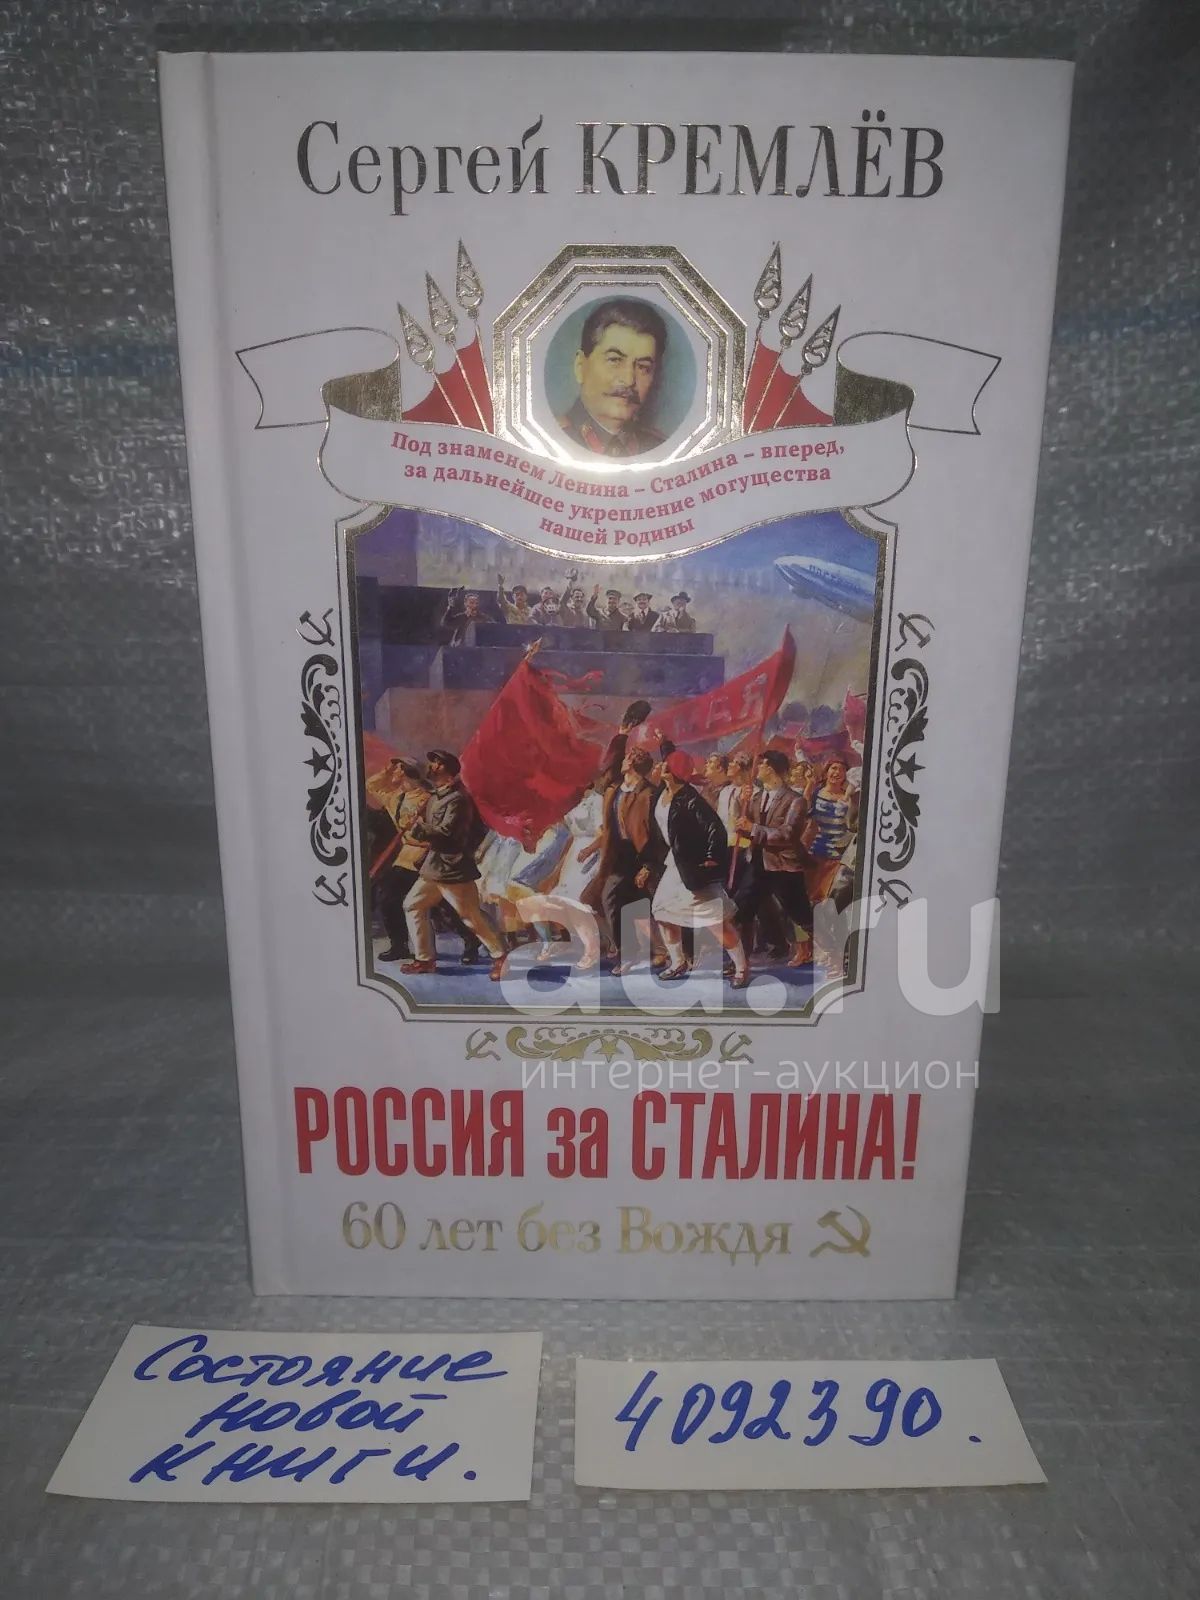 Сергей КРЕМЛЁВ
Под знаменем Ленина – Сталина – вперед,
за дальнейшее укрепление могущества
нашей Родины
МАЯ
au.ru
интернет-аукцион
РОССИЯ за СТАЛИНА!
60 лет без Вождя
Состояние
новой
книги.
4092390.